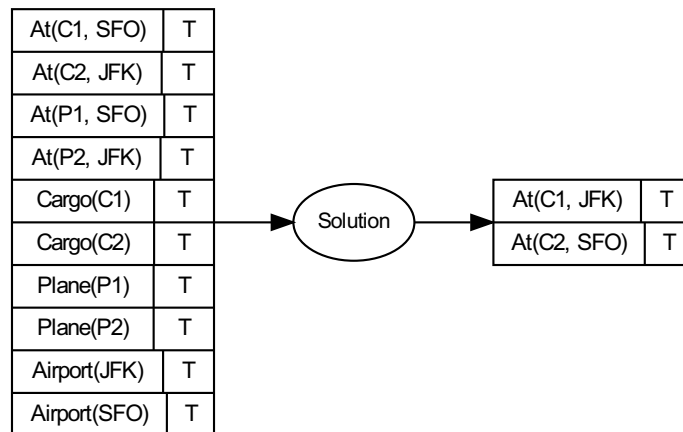 At(C1, SFO) T
At(C2, JFK) T
At(P1, SFO) T
At(P2, JFK) T
Cargo(C1) T
Cargo(C2) T
Plane(P1) T
Plane(P2) T
Airport(JFK) T
Airport(SFO) T
Solution
At(C1, JFK) T
At(C2, SFO) T